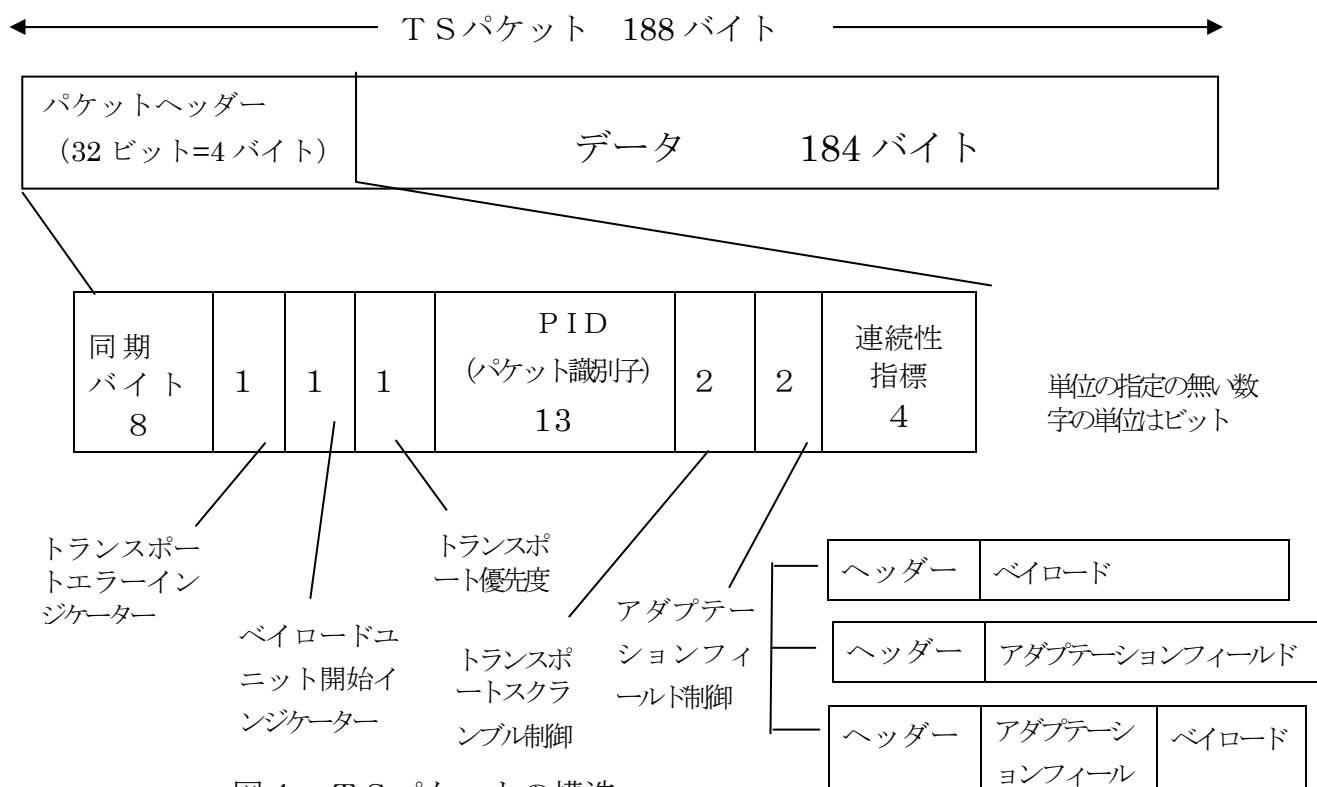 ＴＳパケット　188 バイト
パケットヘッダー
（32 ビット=4 バイト）
データ　　　184 バイト
同期
バイト
８
１
１
１
ＰＩＤ
（パケット識別子）
13
２
２
連続性
指標
４
単位の指定の無い数
字の単位はビット
トランスポー
トエラーイン
ジケーター
ペイロードユ
ニット開始イ
ンジケーター
トランスポ
ート優先度
トランスポ
ートスクラ
ンブル制御
アダプテー
ションフィ
ールド制御
ヘッダー
ペイロード
ヘッダー
アダプテーションフィールド
ヘッダー
アダプテーシ
ョンフィール
ペイロード